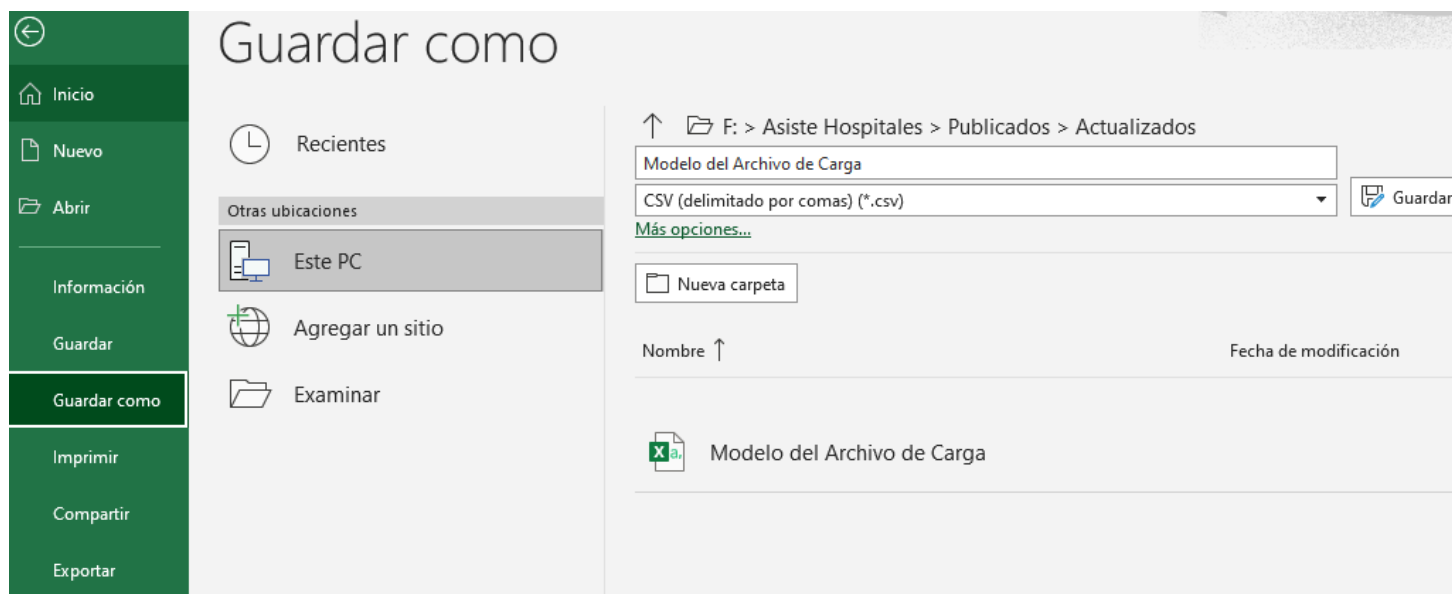 Guardar como
Inicio
Nuevo
Abrir
Información
Guardar
Guardar como
Imprimir
Compartir
Exportar
Recientes
Otras ubicaciones
Este PC
Agregar un sitio
Examinar
F: > Asiste Hospitales > Publicados > Actualizados
Modelo del Archivo de Carga
CSV (delimitado por comas) (*.csv)
Guardar
Más opciones...
Nueva carpeta
Nombre ↑ Fecha de modificación
Modelo del Archivo de Carga